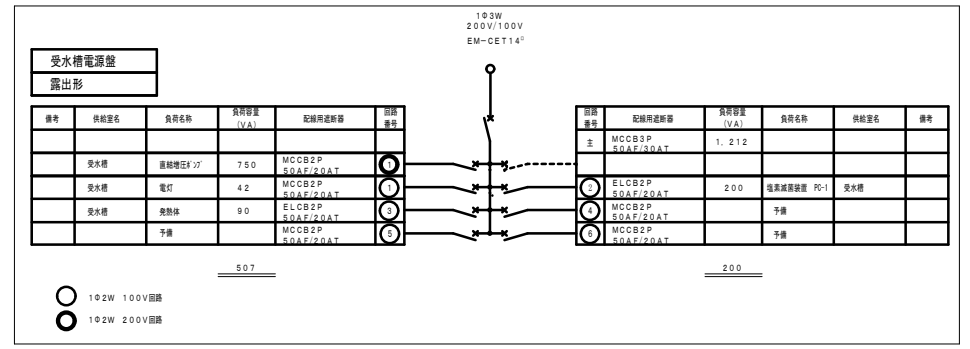 1Φ3W
200V/100V
EM-CET14□
受水槽電源盤
露出形
備考 供給室名 負荷名称 負荷容量(VA) 配線用遮断器 回路番号
回路番号 配線用遮断器 負荷容量(VA) 負荷名称 供給室名 備考
主 MCCB3P 50AF/30AT 1,212
受水槽 直結増圧ポンプ 750 MCCB2P 50AF/20AT 1
受水槽 電灯 42 MCCB2P 50AF/20AT 1
2 ELCB2P 50AF/20AT 200 塩素滅菌装置 PC-1 受水槽
受水槽 発熱体 90 ELCB2P 50AF/20AT 3
4 MCCB2P 50AF/20AT 予備
予備 MCCB2P 50AF/20AT 5
6 MCCB2P 50AF/20AT 予備
507
200
1Φ2W 100V回路
1Φ2W 200V回路